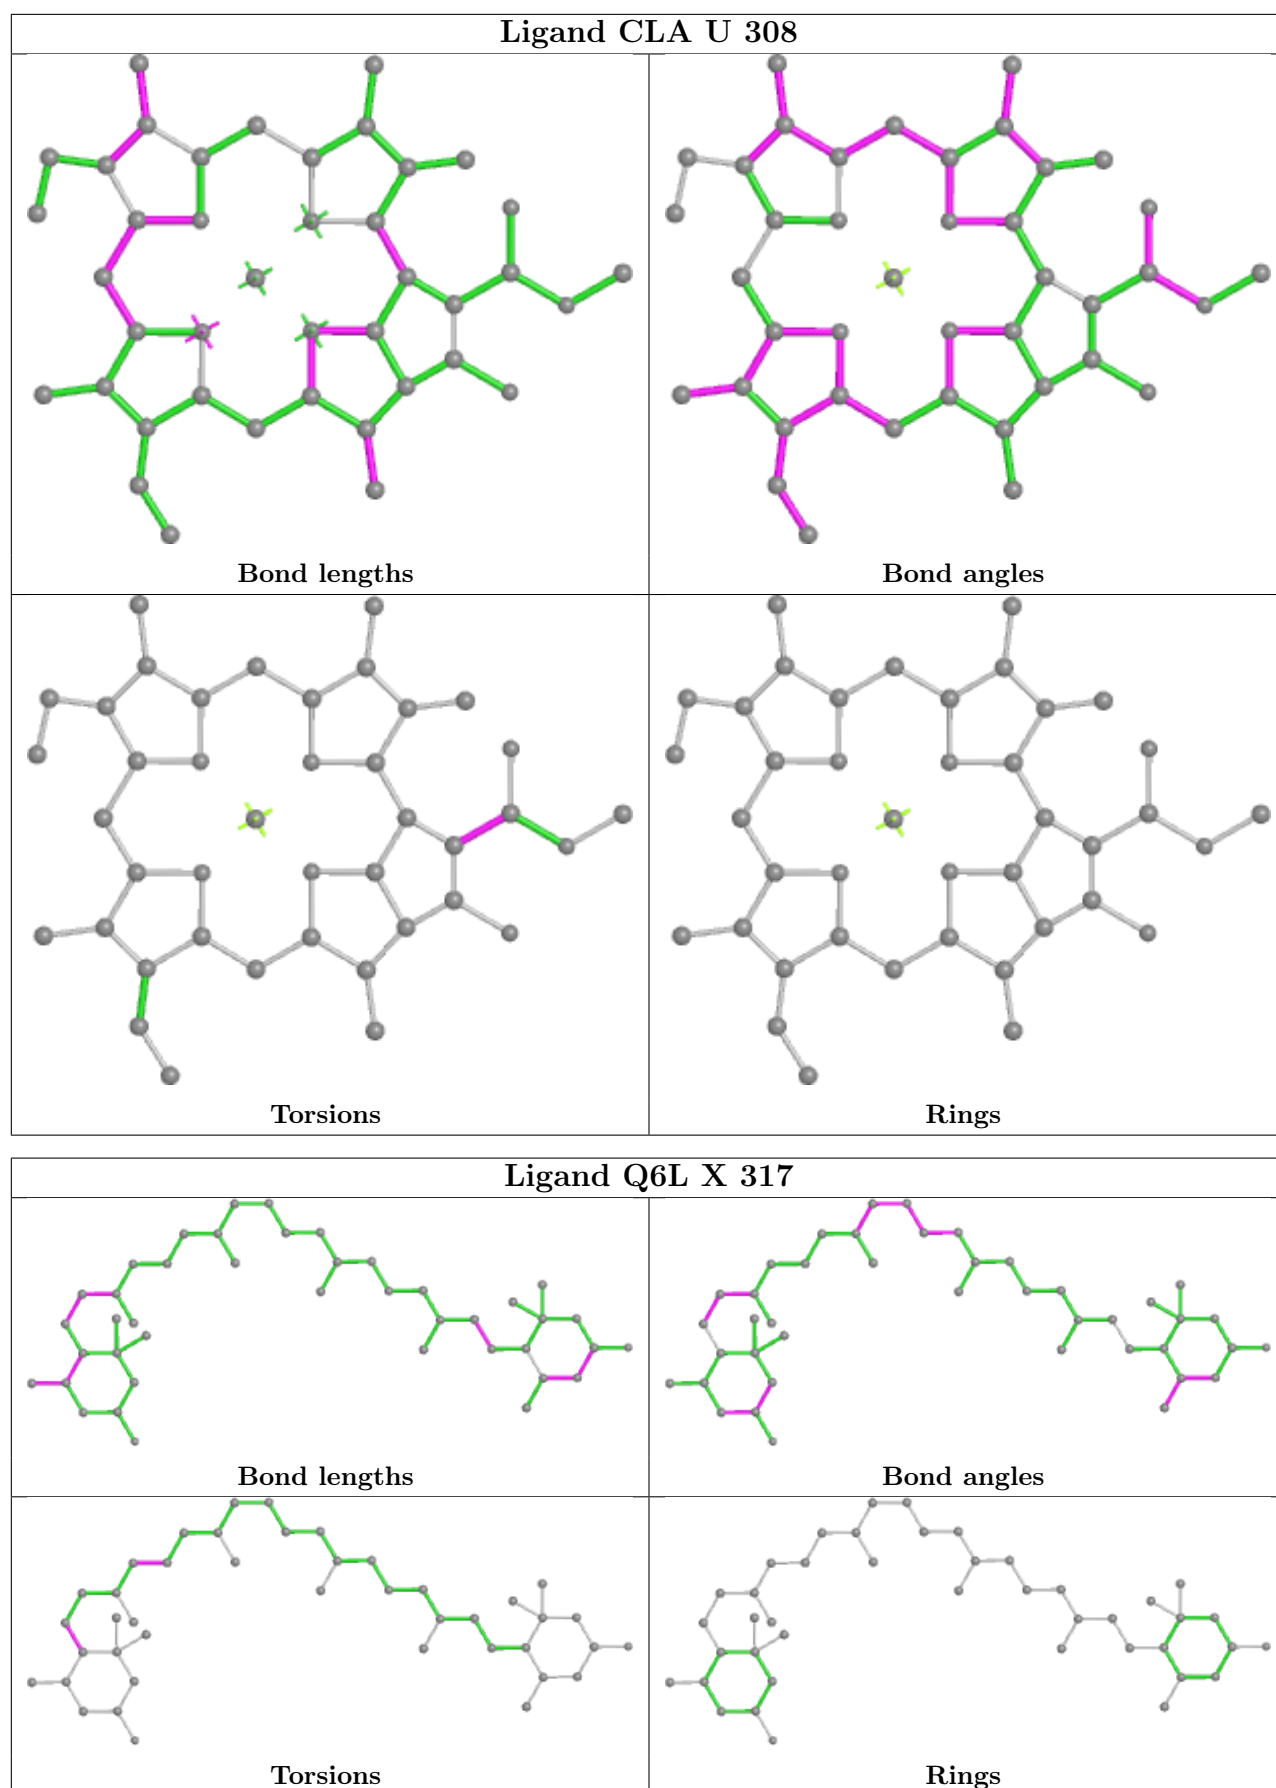 Ligand CLA U 308
Bond lengths
Bond angles
Torsions
Rings
Ligand Q6L X 317
Bond lengths
Bond angles
Torsions
Rings